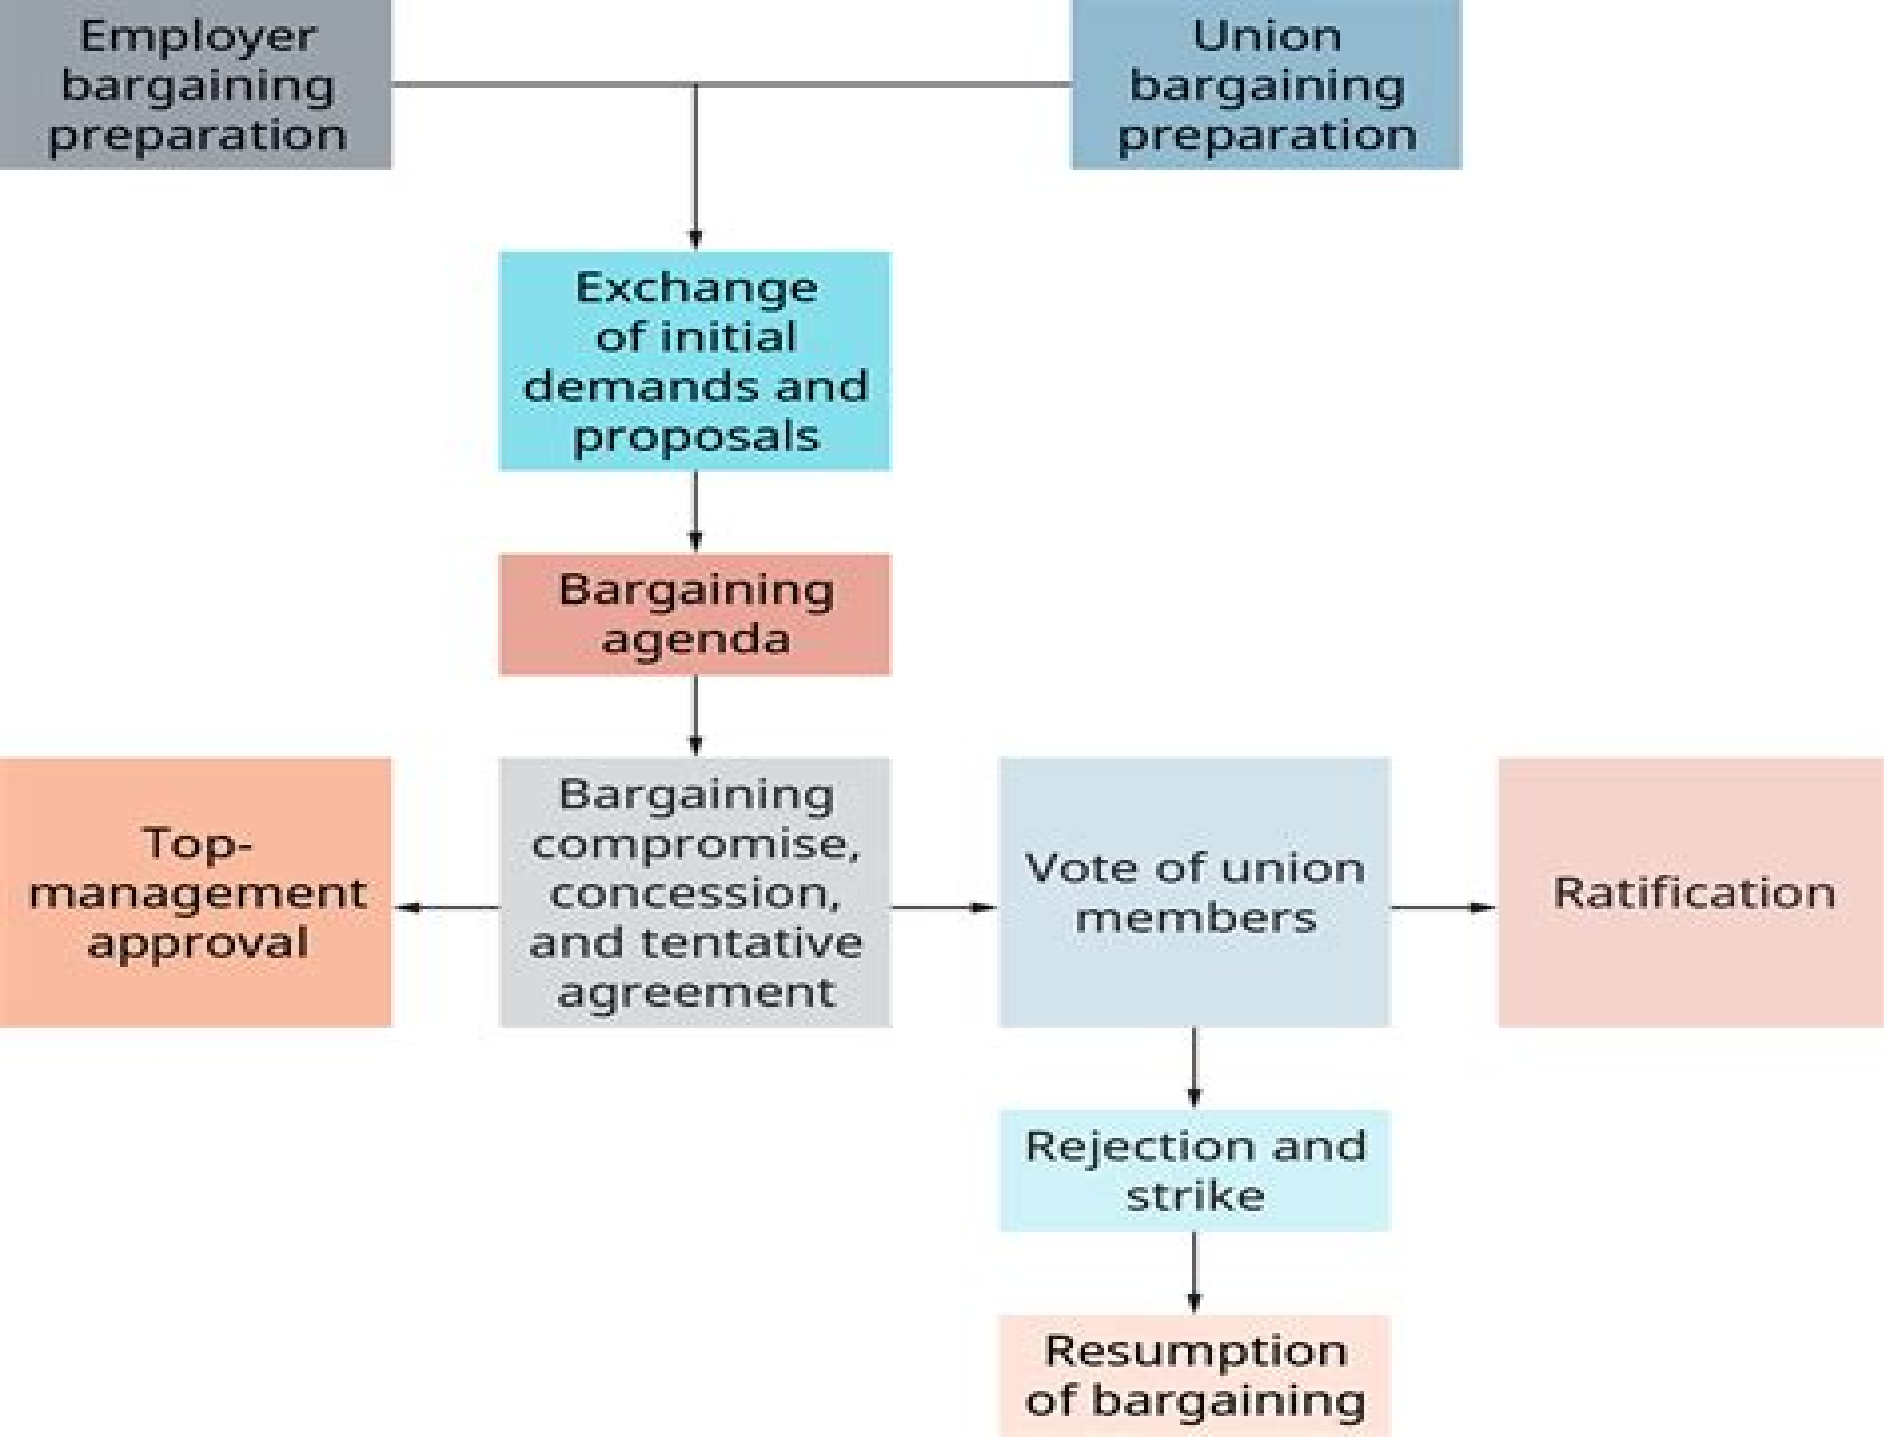 Employer
bargaining
preparation
Union
bargaining
preparation
Exchange
of initial
demands and
proposals
Bargaining
agenda
Top-
management
approval
Bargaining
compromise,
concession,
and tentative
agreement
Vote of union
members
Ratification
Rejection and
strike
Resumption
of bargaining